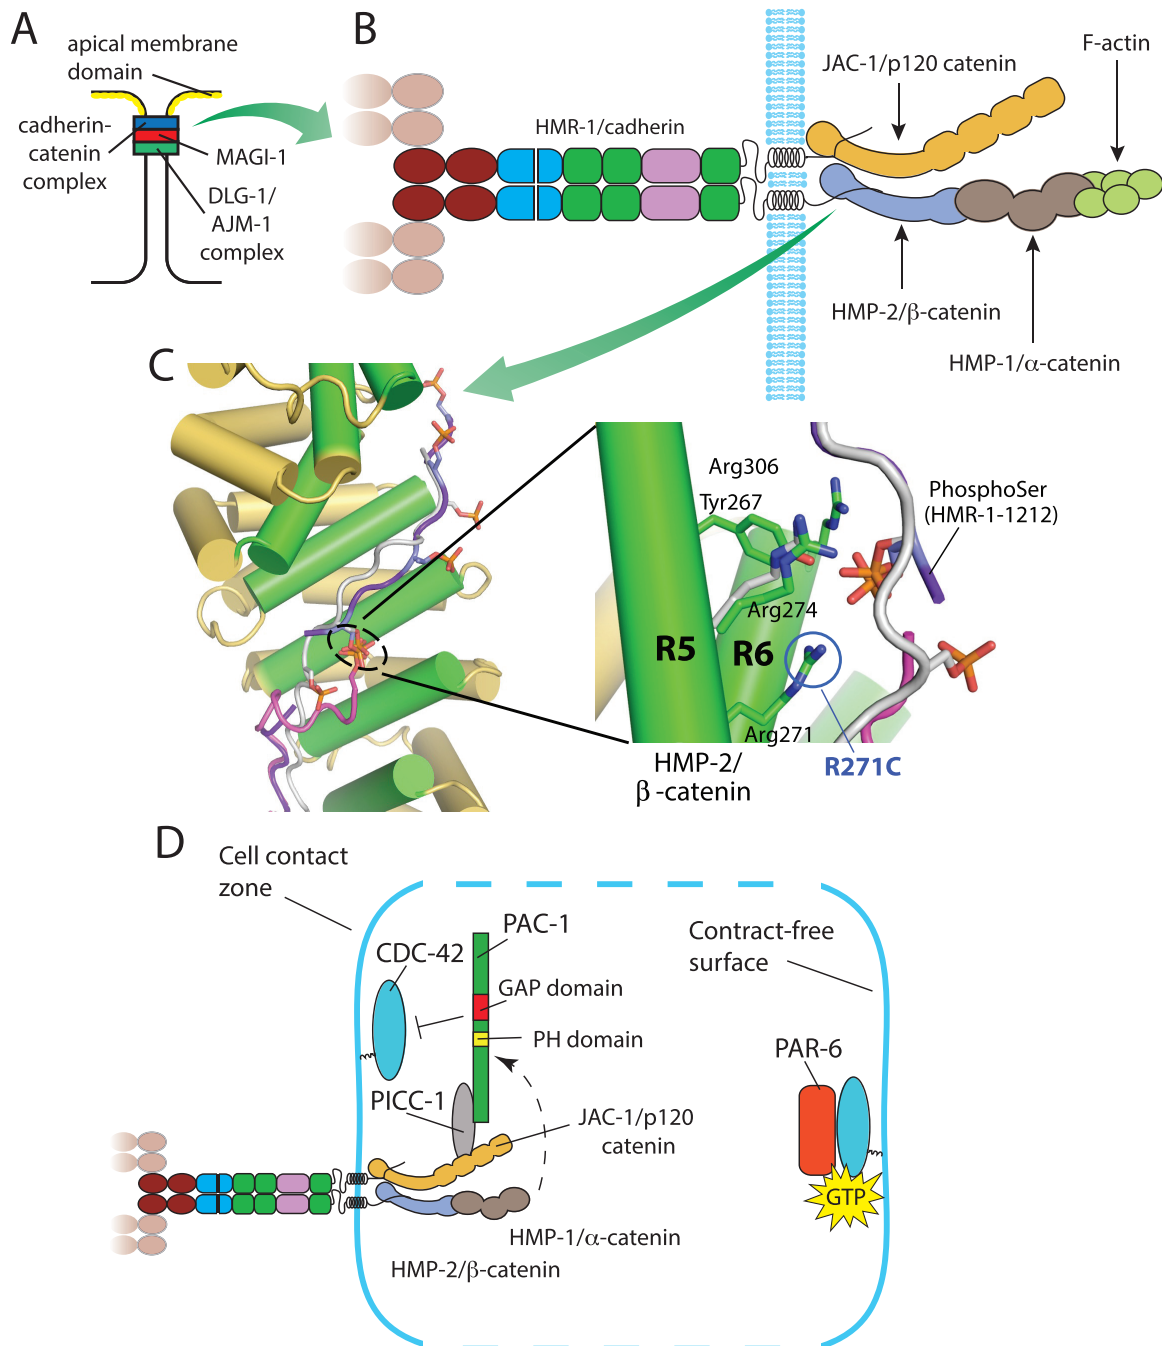 A
apical membrane
domain
cadherin-
catenin
complex
MAGI-1
DLG-1/
AJM-1
complex
B
HMR-1/cadherin
JAC-1/p120 catenin
F-actin
HMP-2/β-catenin
HMP-1/α-catenin
C
Arg306
Tyr267
PhosphoSer
(HMR-1-1212)
Arg274
R5
R6
Arg271
HMP-2/
β -catenin
R271C
D
Cell contact
zone
PAC-1
CDC-42
GAP domain
PH domain
PICC-1
JAC-1/p120
catenin
HMP-1/α-catenin
HMP-2/β-catenin
Contract-free
surface
PAR-6
GTP